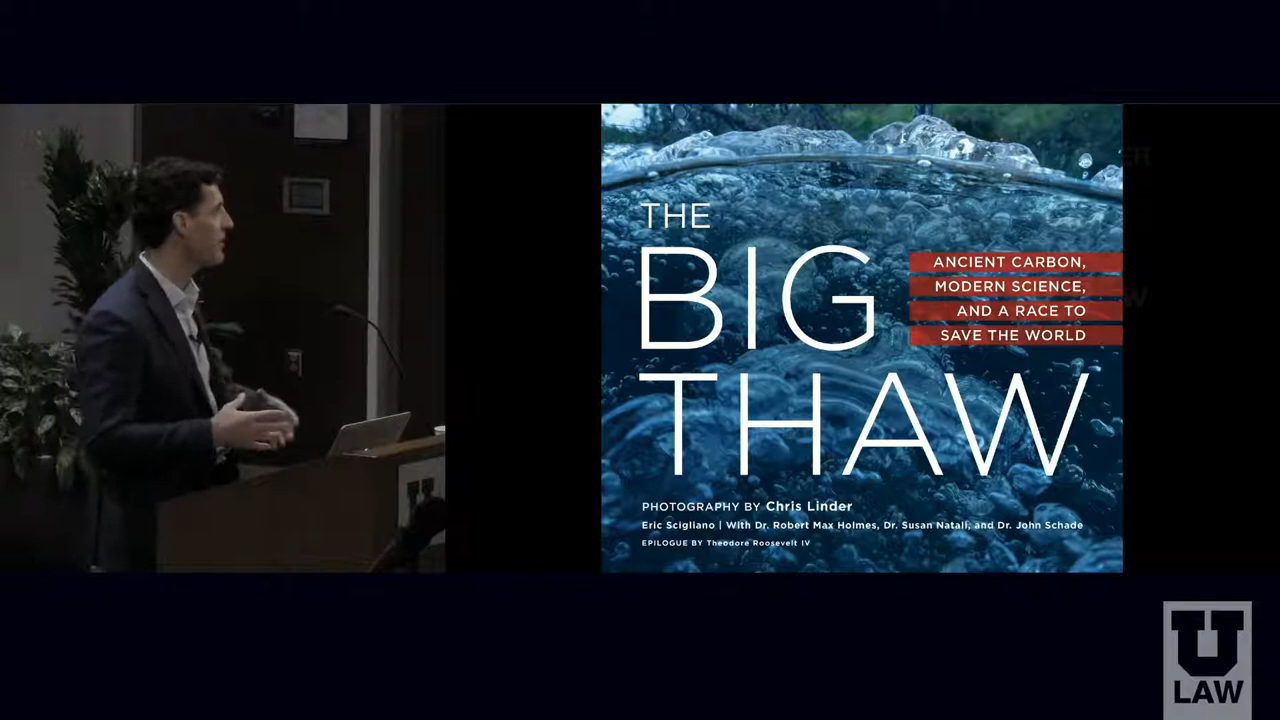 THE
BIG
THAW
ANCIENT CARBON,
MODERN SCIENCE,
AND A RACE TO
SAVE THE WORLD
PHOTOGRAPHY BY Chris Linder
Eric Scigliano | With Dr. Robert Max Holmes, Dr. Susan Natali, and Dr. John Schade
EPILOGUE BY Theodore Roosevelt IV
U
U
LAW